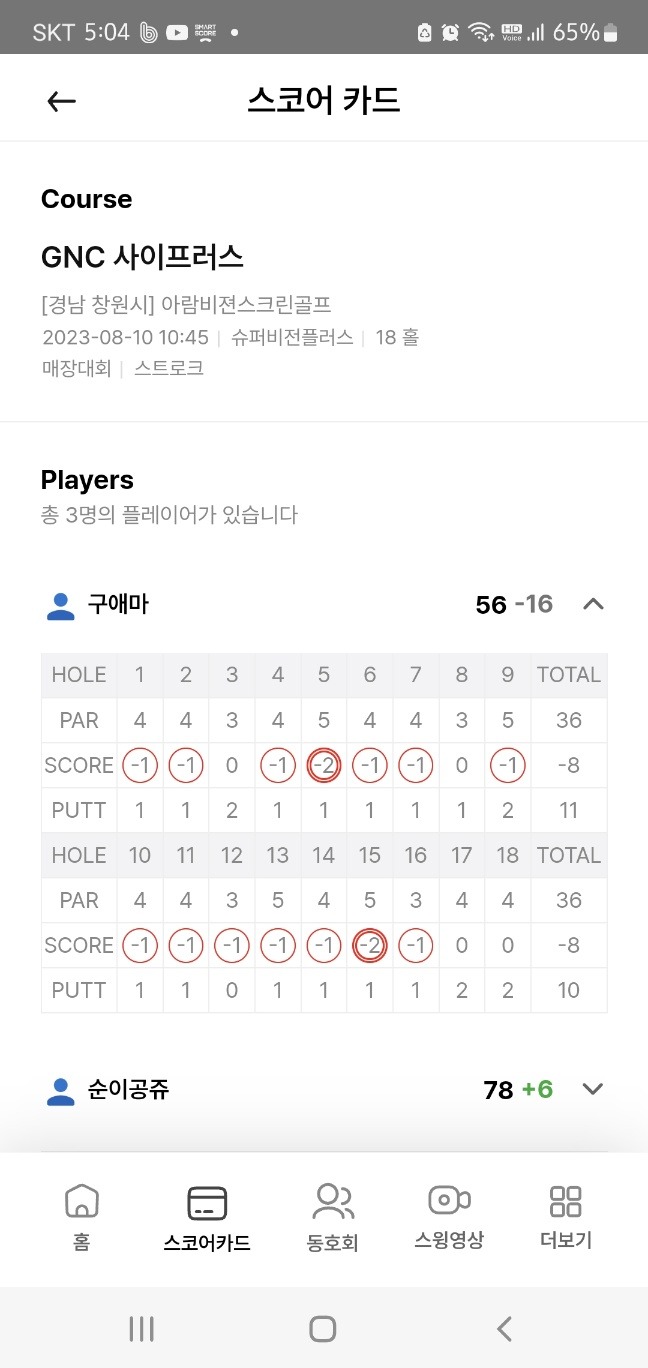 SKT 5:04 SMART SCORE HD Voice 65%
스코어 카드
Course
GNC 사이프러스
[경남 창원시] 아람비젼스크린골프
2023-08-10 10:45 | 슈퍼비전플러스 | 18 홀
매장대회 | 스트로크
Players
총 3명의 플레이어가 있습니다
구애마 56 -16
HOLE 1 2 3 4 5 6 7 8 9 TOTAL
PAR 4 4 3 4 5 4 4 3 5 36
SCORE -1 -1 0 -1 -2 -1 -1 0 -1 -8
PUTT 1 1 2 1 1 1 1 1 2 11
HOLE 10 11 12 13 14 15 16 17 18 TOTAL
PAR 4 4 3 5 4 5 3 4 4 36
SCORE -1 -1 -1 -1 -1 -2 -1 0 0 -8
PUTT 1 1 0 1 1 1 1 2 2 10
순이공쥬 78 +6
홈 스코어카드 동호회 스윙영상 더보기